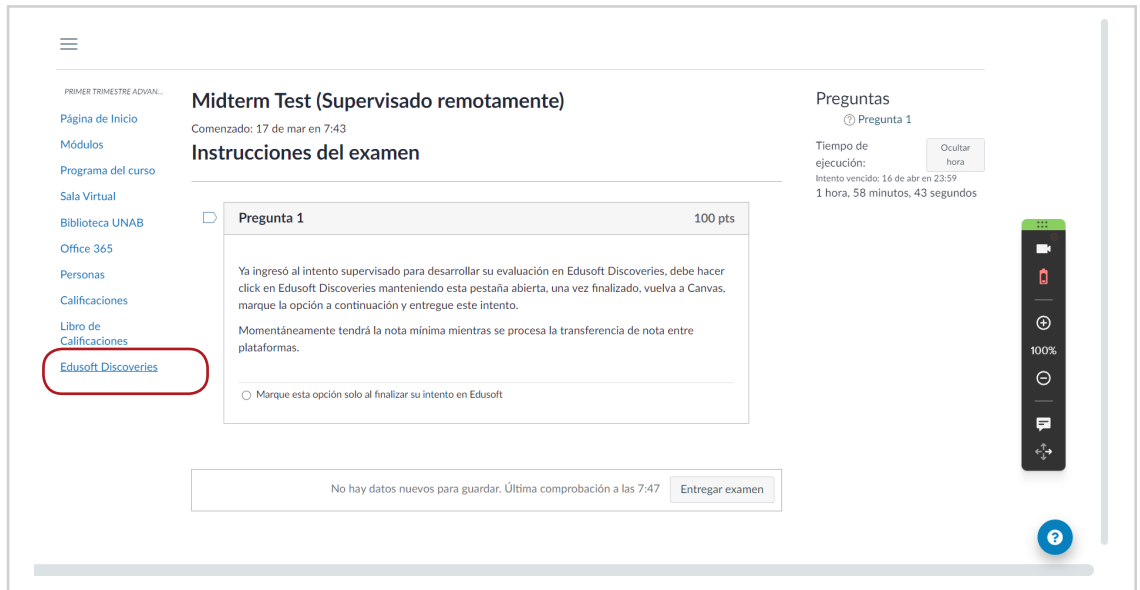 PRIMER TRIMESTRE ADVAN...
Página de Inicio
Módulos
Programa del curso
Sala Virtual
Biblioteca UNAB
Office 365
Personas
Calificaciones
Libro de
Calificaciones
Edusoft Discoveries
Midterm Test (Supervisado remotamente)
Comenzado: 17 de mar en 7:43
Instrucciones del examen
Pregunta 1 100 pts
Ya ingresó al intento supervisado para desarrollar su evaluación en Edusoft Discoveries, debe hacer
click en Edusoft Discoveries manteniendo esta pestaña abierta, una vez finalizado, vuelva a Canvas,
marque la opción a continuación y entregue este intento.
Momentáneamente tendrá la nota mínima mientras se procesa la transferencia de nota entre
plataformas.
Marque esta opción solo al finalizar su intento en Edusoft
No hay datos nuevos para guardar. Última comprobación a las 7:47 Entregar examen
Preguntas
Pregunta 1
Tiempo de
ejecución:
Ocultar
hora
Intento vencido: 16 de abr en 23:59
1 hora, 58 minutos, 43 segundos
100%